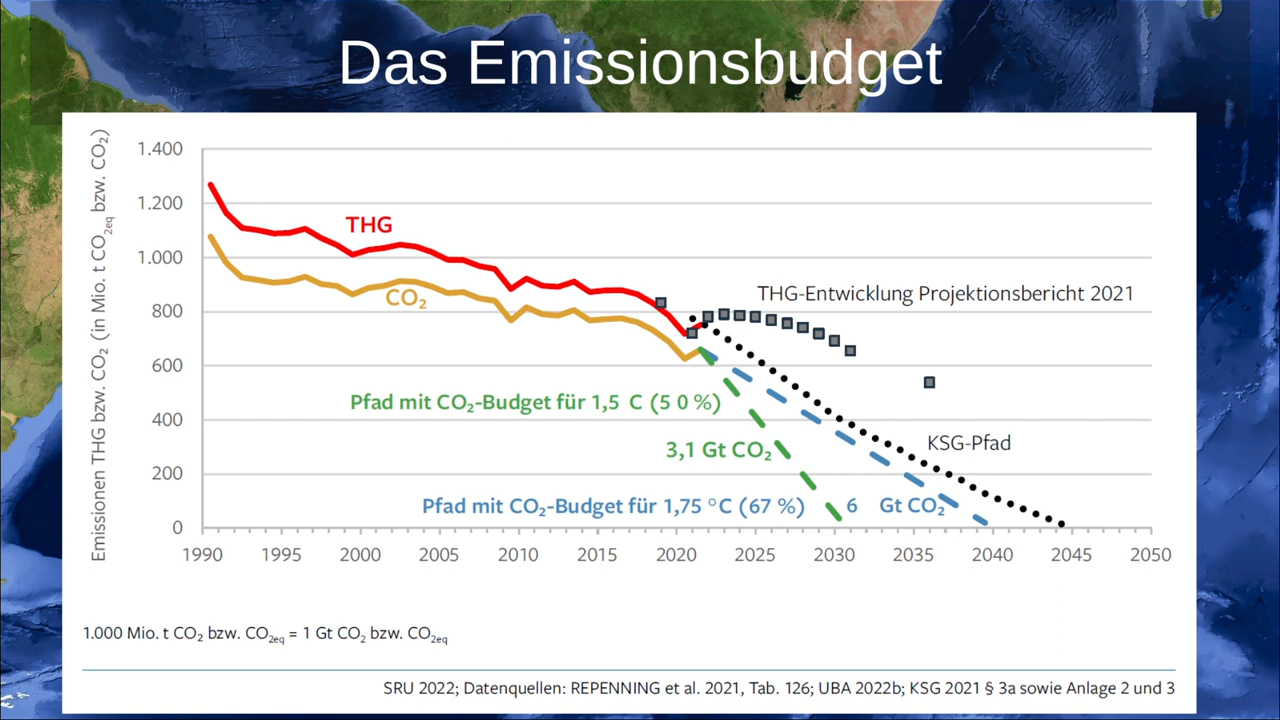 Das Emissionsbudget
Emissionen THG bzw. CO₂ (in Mio. t CO₂eq bzw. CO₂)
1.400
1.200
1.000
800
600
400
200
0
THG
CO₂
THG-Entwicklung Projektionsbericht 2021
Pfad mit CO₂-Budget für 1,5 C (5 0 %)
3,1 Gt CO₂
KSG-Pfad
Pfad mit CO₂-Budget für 1,75 °C (67 %)
6 Gt CO₂
1990 1995 2000 2005 2010 2015 2020 2025 2030 2035 2040 2045 2050
1.000 Mio. t CO₂ bzw. CO₂eq = 1 Gt CO₂ bzw. CO₂eq
SRU 2022; Datenquellen: REPENNING et al. 2021, Tab. 126; UBA 2022b; KSG 2021 § 3a sowie Anlage 2 und 3